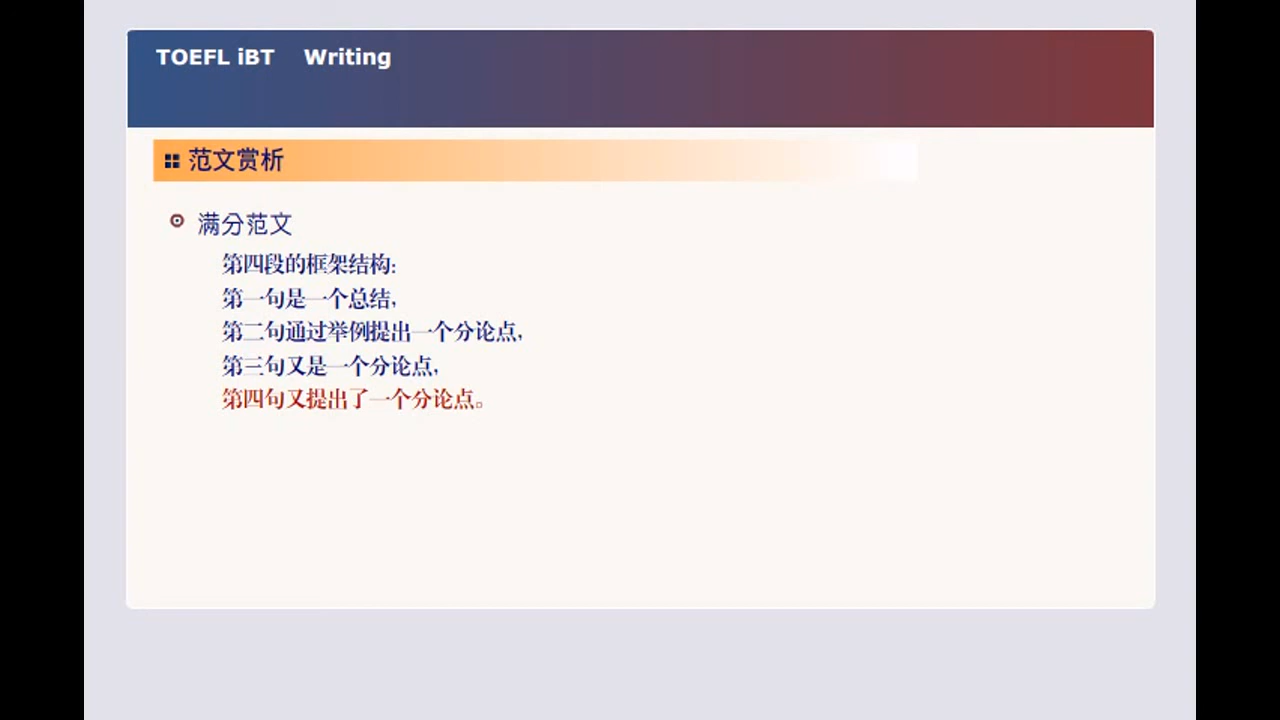 TOEFL iBT Writing
范文赏析
满分范文
第四段的框架结构:
第一句是一个总结,
第二句通过举例提出一个分论点,
第三句又是一个分论点,
第四句又提出了一个分论点。